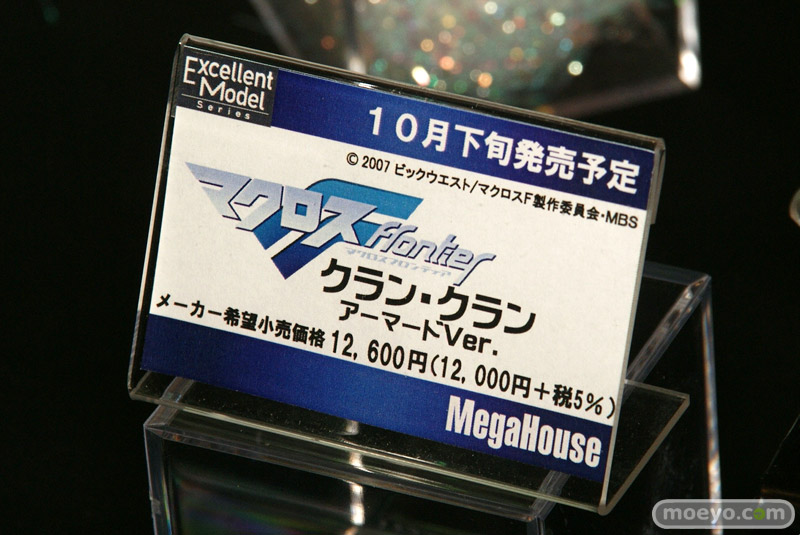 Excellent
Model
Series
10月下旬発売予定
© 2007 ビックウエスト/マクロスF製作委員会・MBS
マクロスFrontier
マクロスフロンティア
クラン・クラン
アーマードVer.
メーカー希望小売価格 12,600円(12,000円+税5%)
MegaHouse
moeyo.com